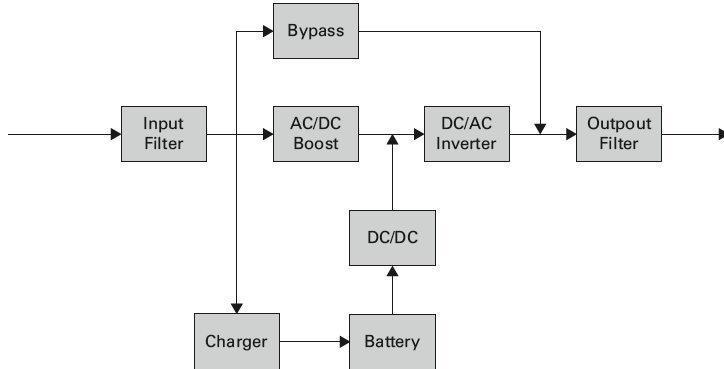 Bypass
Input
Filter
AC/DC
Boost
DC/AC
Inverter
Outpout
Filter
DC/DC
Charger
Battery